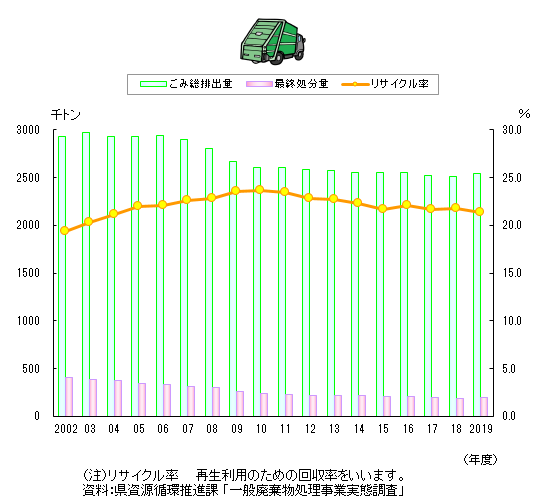 ごみ総排出量 最終処分量 リサイクル率
千トン %
3000 30.0
2500 25.0
2000 20.0
1500 15.0
1000 10.0
500 5.0
0 0.0
2002 03 04 05 06 07 08 09 10 11 12 13 14 15 16 17 18 2019
(年度)
(注)リサイクル率 再生利用のための回収率をいいます。
資料:県資源循環推進課「一般廃棄物処理事業実態調査」